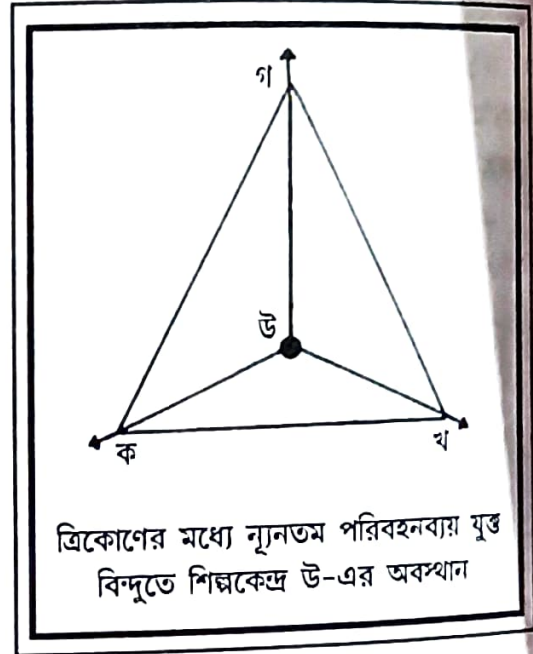 গ
উ
ক
খ
ত্রিকোণের মধ্যে ন্যূনতম পরিবহনব্যয় যুক্ত
বিন্দুতে শিল্পকেন্দ্র উ-এর অবস্থান